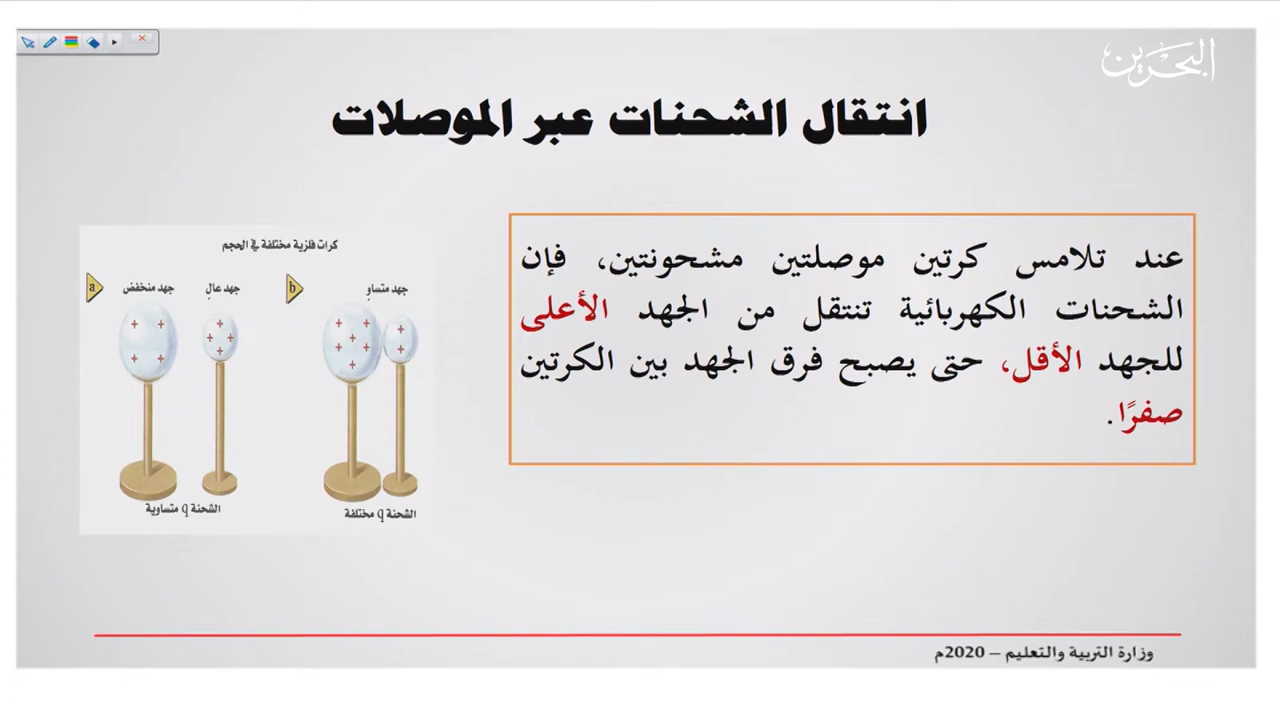 البحرين
انتقال الشحنات عبر الموصلات
عند تلامس كرتين موصلتين مشحونتين، فإن
الشحنات الكهربائية تنتقل من الجهد الأعلى
للجهد الأقل، حتى يصبح فرق الجهد بين الكرتين
صفرًا.
كرات فلزية مختلفة في الحجم
a
جهد منخفض
جهد عالٍ
b
جهد متساوٍ
الشحنة q متساوية
الشحنة q مختلفة
وزارة التربية والتعليم – 2020م